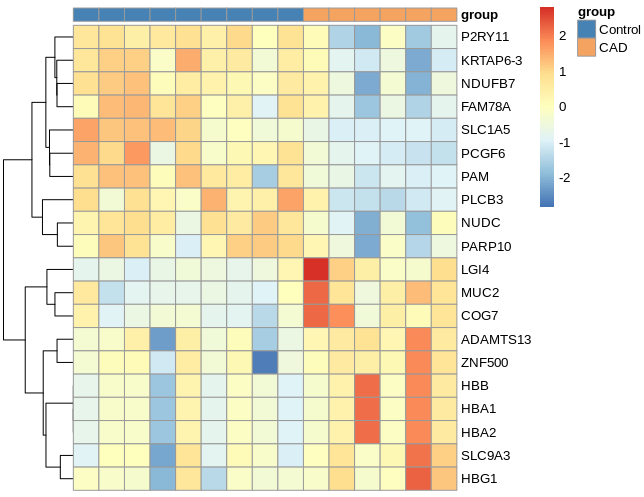 group
P2RY11
KRTAP6-3
NDUFB7
FAM78A
SLC1A5
PCGF6
PAM
PLCB3
NUDC
PARP10
LGI4
MUC2
COG7
ADAMTS13
ZNF500
HBB
HBA1
HBA2
SLC9A3
HBG1
2
1
0
-1
-2
group
Control
CAD